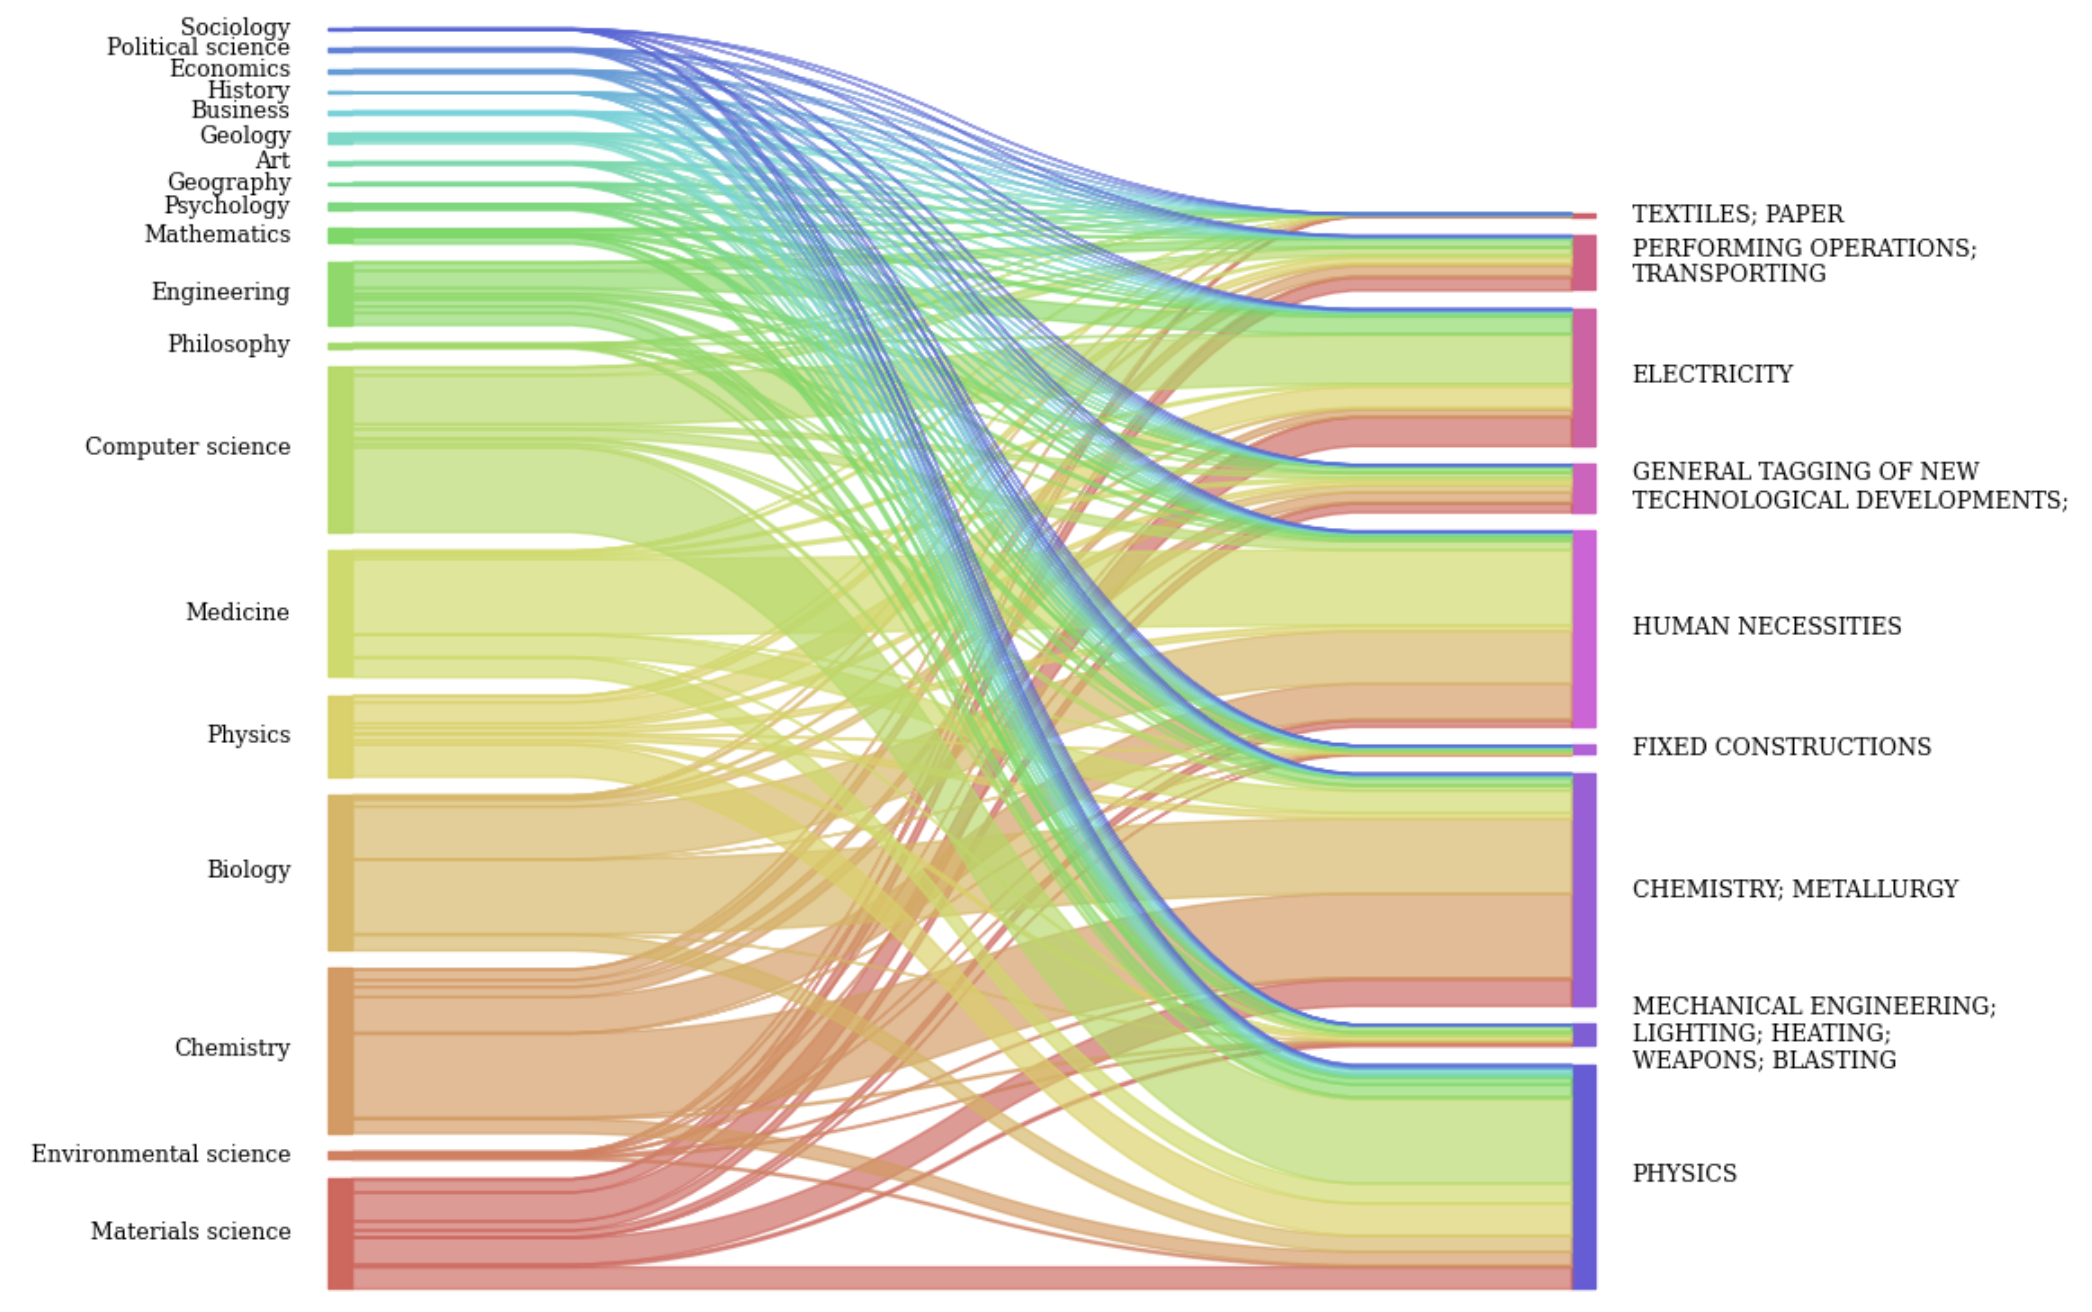 Sociology
Political science
Economics
History
Business
Geology
Art
Geography
Psychology
Mathematics
Engineering
Philosophy
Computer science
Medicine
Physics
Biology
Chemistry
Environmental science
Materials science
TEXTILES; PAPER
PERFORMING OPERATIONS;
TRANSPORTING
ELECTRICITY
GENERAL TAGGING OF NEW
TECHNOLOGICAL DEVELOPMENTS;
HUMAN NECESSITIES
FIXED CONSTRUCTIONS
CHEMISTRY; METALLURGY
MECHANICAL ENGINEERING;
LIGHTING; HEATING;
WEAPONS; BLASTING
PHYSICS